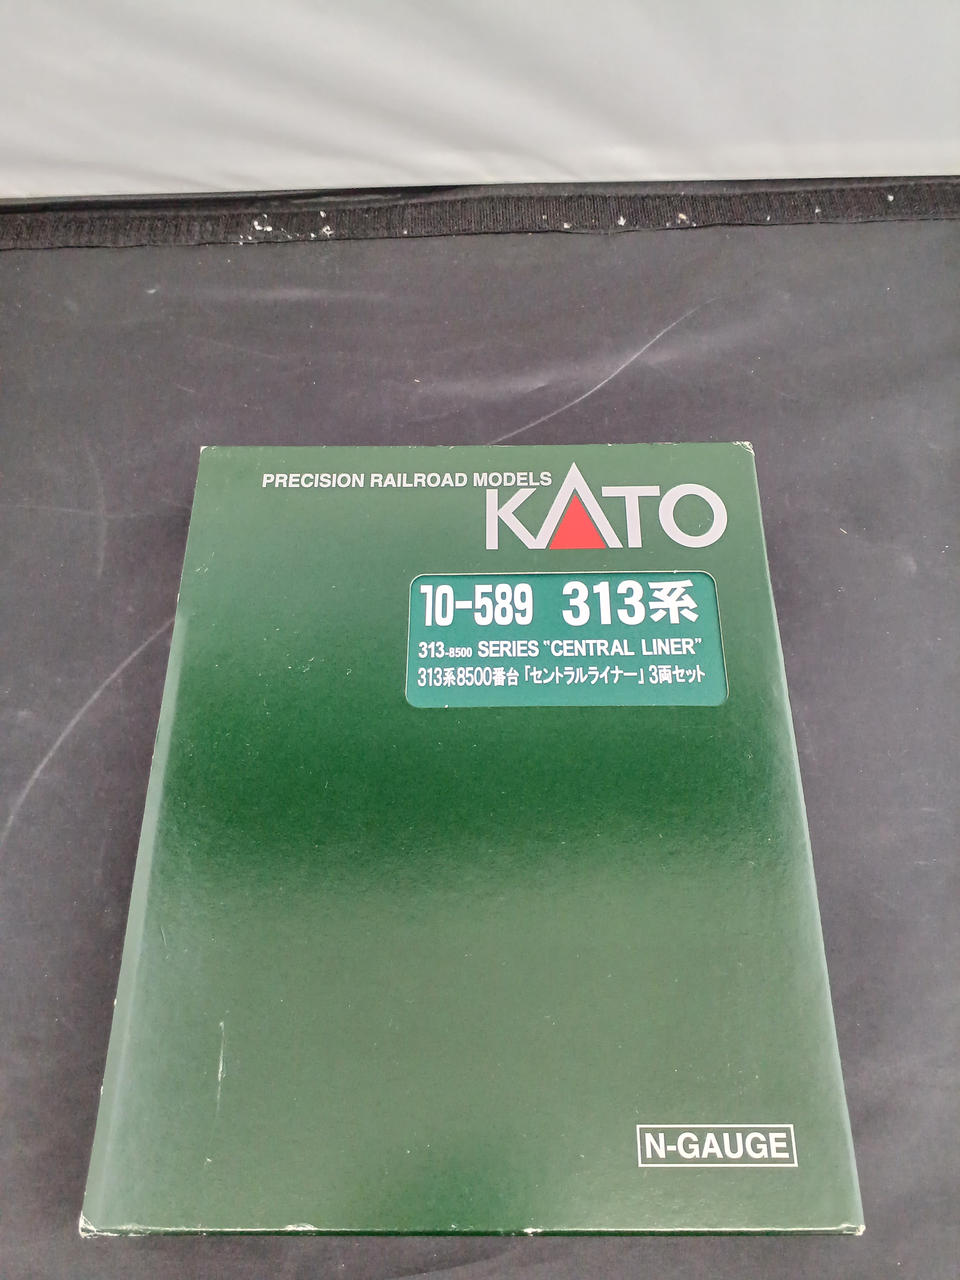 PRECISION RAILROAD MODELS
KATO
10-589 313系
313-8500 SERIES "CENTRAL LINER"
313系8500番台「セントラルライナー」3両セット
N-GAUGE